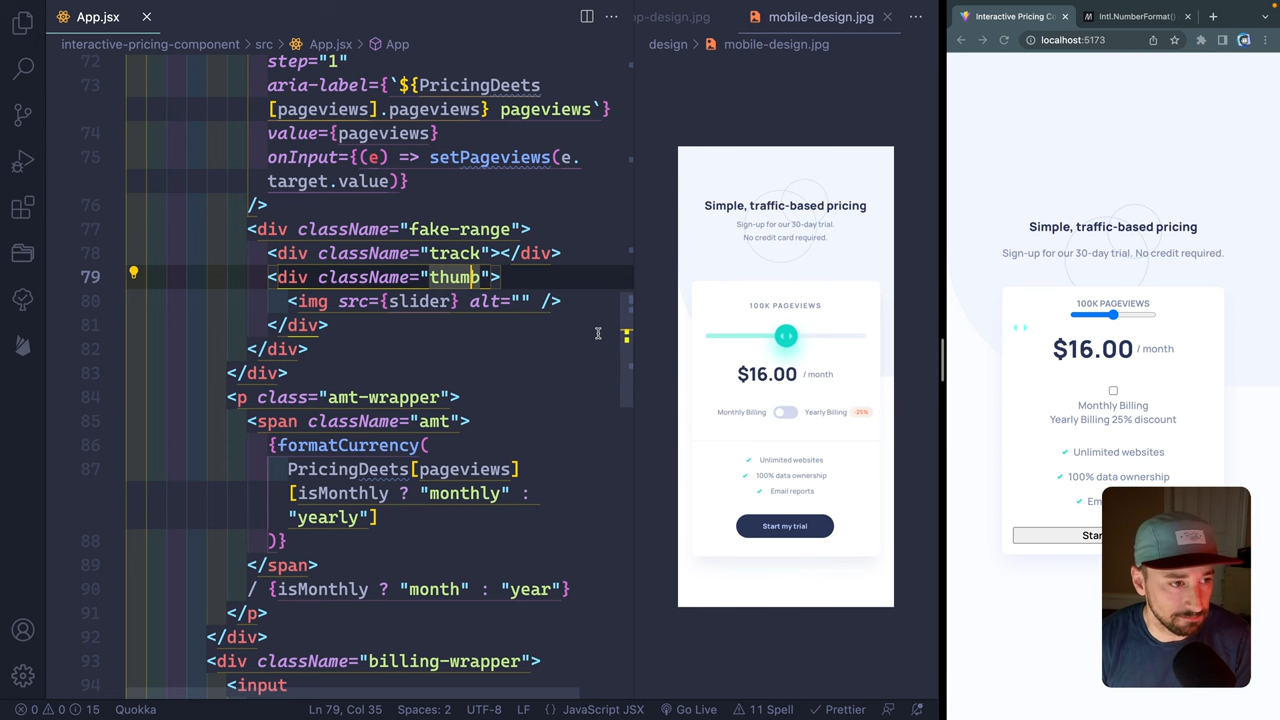 App.jsx
op-design.jpg
mobile-design.jpg
Interactive Pricing Co
Intl.NumberFormat()
localhost:5173
interactive-pricing-component > src > App.jsx > App
design > mobile-design.jpg
72 step="1"
73 aria-label={`${PricingDeets
[pageviews].pageviews} pageviews`}
74 value={pageviews}
75 onInput={(e) => setPageviews(e.
target.value)}
76 />
77 <div className="fake-range">
78 <div className="track"></div>
79 <div className="thumb">
80 <img src={slider} alt="" />
81 </div>
82 </div>
83 </div>
84 <p class="amt-wrapper">
85 <span className="amt">
86 {formatCurrency(
87 PricingDeets[pageviews]
[isMonthly ? "monthly" :
"yearly"]
88 )}
89 </span>
90 / {isMonthly ? "month" : "year"}
91 </p>
92 </div>
93 <div className="billing-wrapper">
94 <input
Simple, traffic-based pricing
Sign-up for our 30-day trial.
No credit card required.
100K PAGEVIEWS
$16.00 / month
Monthly Billing
Yearly Billing
-25%
Unlimited websites
100% data ownership
Email reports
Start my trial
Simple, traffic-based pricing
Sign-up for our 30-day trial. No credit required.
100K PAGEVIEWS
$16.00 / month
Monthly Billing
Yearly Billing 25% discount
Unlimited websites
100% data ownership
Em
Star
0 0 15 Quokka Ln 79, Col 35 Spaces: 2 UTF-8 LF {} JavaScript JSX Go Live 11 Spell Prettier